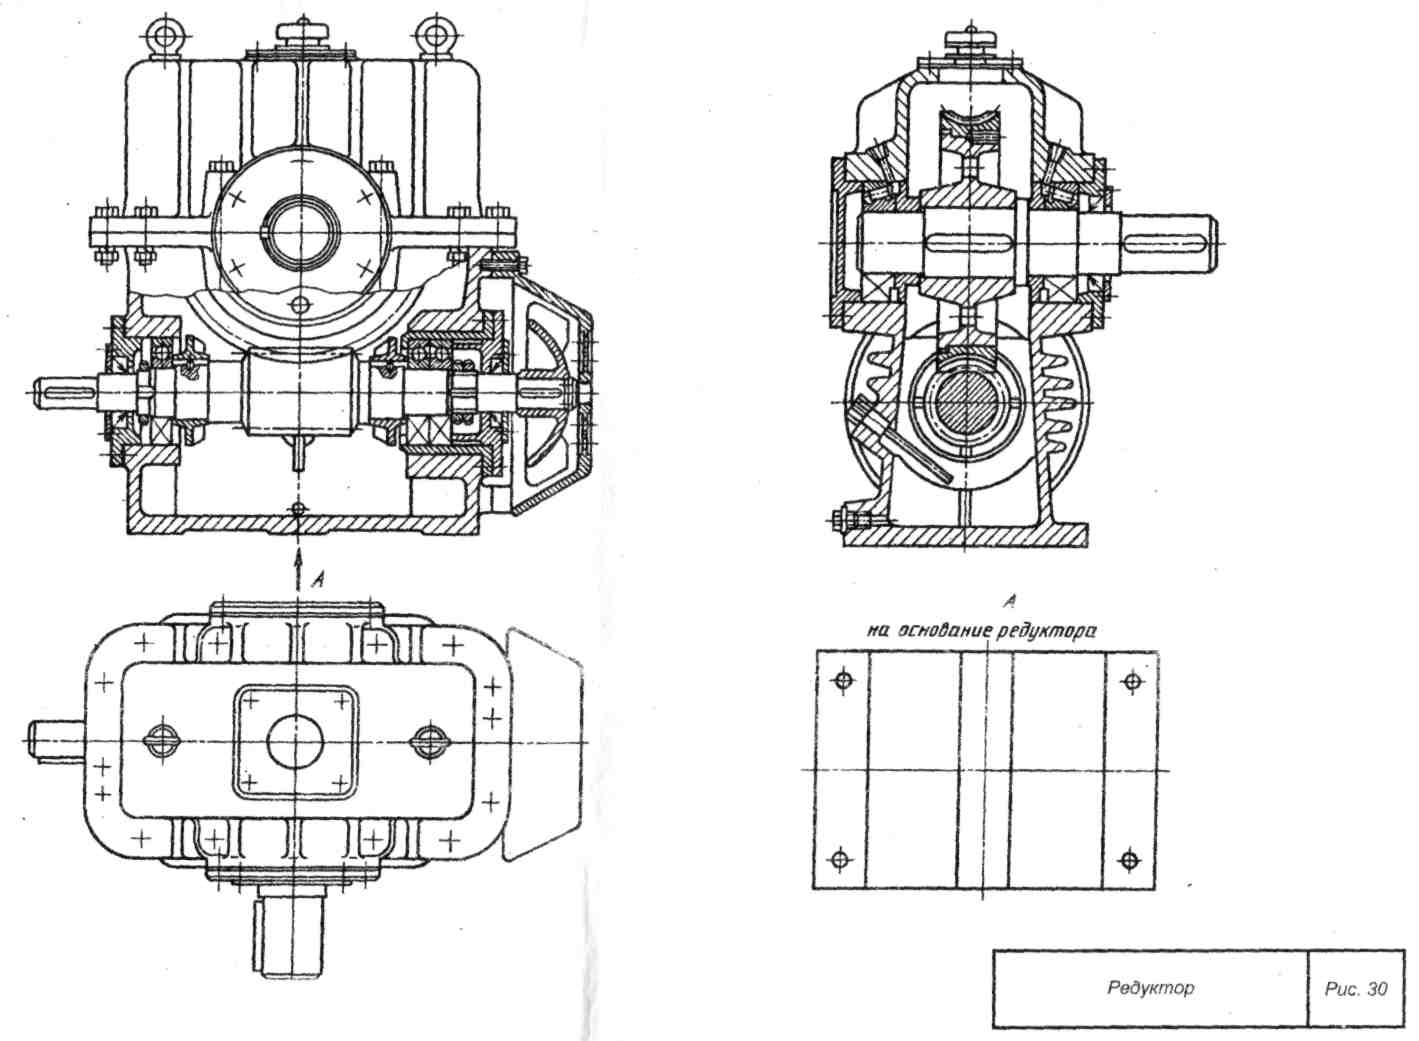 А
А
на основание редуктора
Редуктор
Рис. 30